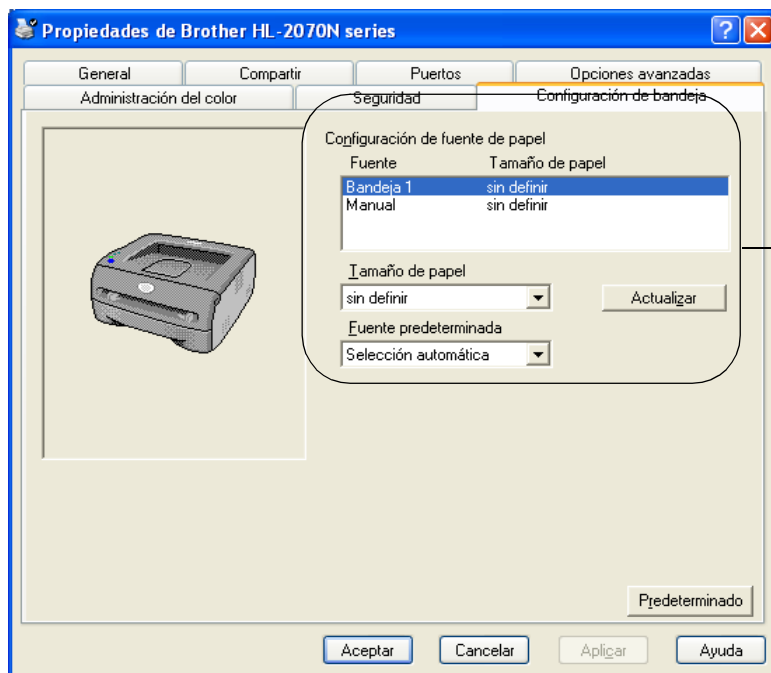 Propiedades de Brother HL-2070N series
General Compartir Puertos Opciones avanzadas
Administración del color Seguridad Configuración de bandeja
Configuración de fuente de papel
Fuente Tamaño de papel
Bandeja 1 sin definir
Manual sin definir
Tamaño de papel
sin definir Actualizar
Fuente predeterminada
Selección automática
Predeterminado
Aceptar Cancelar Aplicar Ayuda